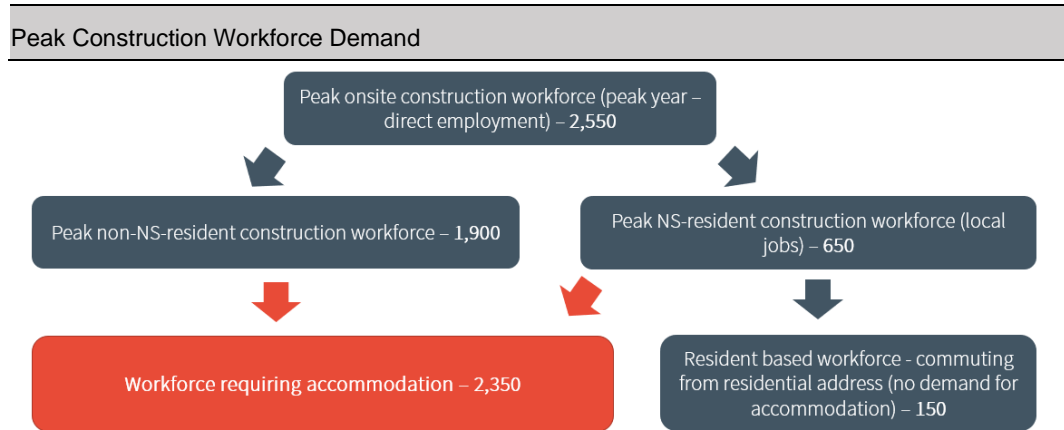 Peak Construction Workforce Demand
Peak onsite construction workforce (peak year –
direct employment) – 2,550
Peak non-NS-resident construction workforce – 1,900
Peak NS-resident construction workforce (local
jobs) – 650
Workforce requiring accommodation – 2,350
Resident based workforce - commuting
from residential address (no demand for
accommodation) – 150